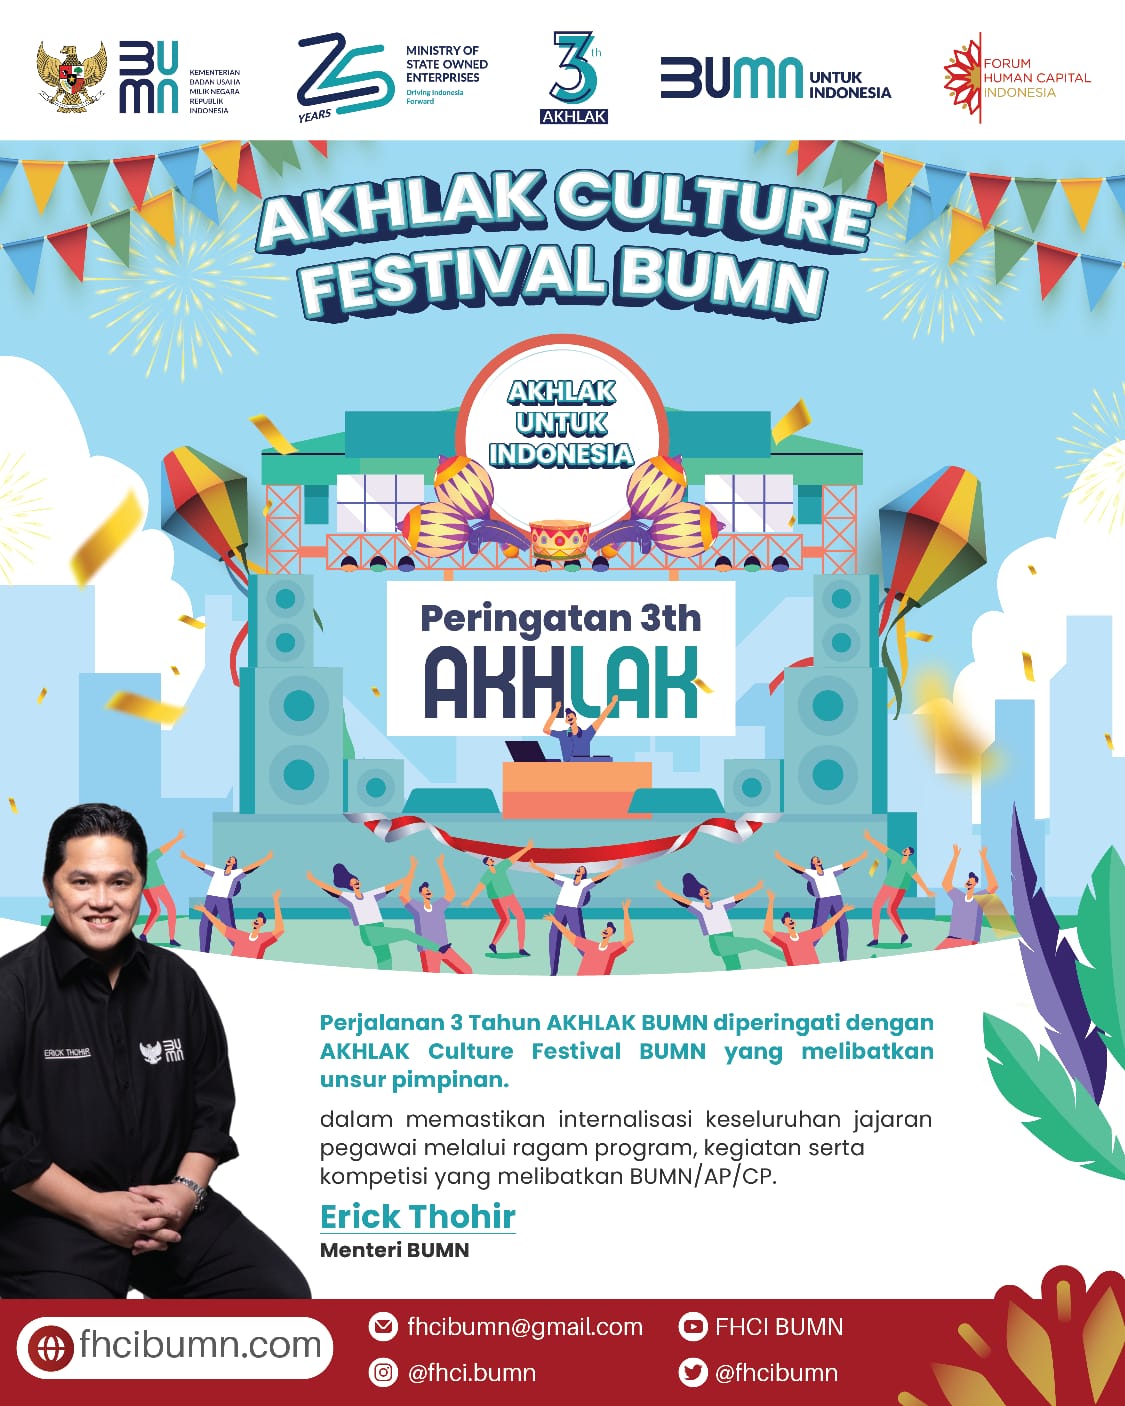 BUMN
KEMENTERIAN
BADAN USAHA
MILIK NEGARA
REPUBLIK
INDONESIA
25
YEARS
MINISTRY OF
STATE OWNED
ENTERPRISES
Driving Indonesia
Forward
3th
AKHLAK
BUMN UNTUK
INDONESIA
FORUM
HUMAN CAPITAL
INDONESIA
AKHLAK CULTURE
FESTIVAL BUMN
AKHLAK
UNTUK
INDONESIA
Peringatan 3th
AKHLAK
ERICK THOHIR
BUMN
Perjalanan 3 Tahun AKHLAK BUMN diperingati dengan
AKHLAK Culture Festival BUMN yang melibatkan
unsur pimpinan.
dalam memastikan internalisasi keseluruhan jajaran
pegawai melalui ragam program, kegiatan serta
kompetisi yang melibatkan BUMN/AP/CP.
Erick Thohir
Menteri BUMN
fhcibumn.com
fhcibumn@gmail.com
FHCI BUMN
@fhci.bumn
@fhcibumn